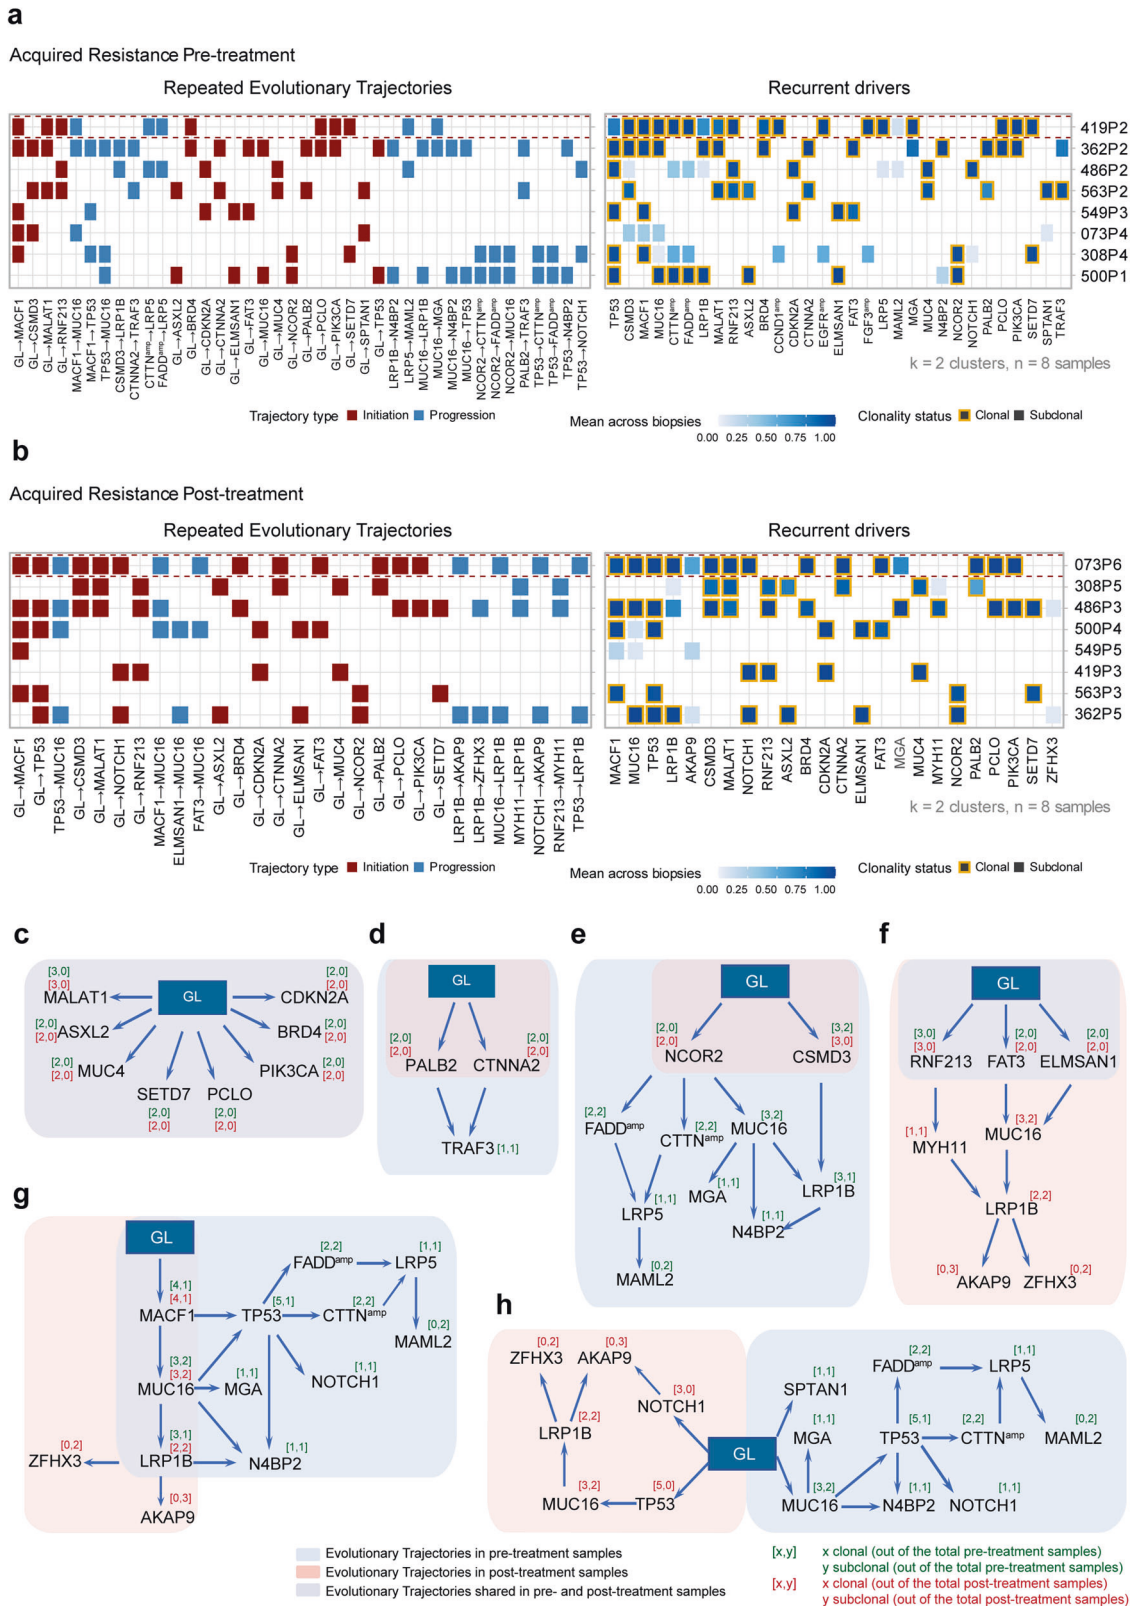 a
Acquired Resistance Pre-treatment
Repeated Evolutionary Trajectories
Recurrent drivers
419P2
362P2
486P2
563P2
549P3
073P4
308P4
500P1
GL→MACF1
GL→CSMD3
GL→MALAT1
GL→RNF213
MACF1→MUC16
MACF1→TP53
TP53→MUC16
CSMD3→LRP1B
CTNNA2→TRAF3
CTTNamp→LRP5
FADDamp→LRP5
GL→ASXL2
GL→BRD4
GL→CDKN2A
GL→CTNNA2
GL→ELMSAN1
GL→FAT3
GL→MUC16
GL→MUC4
GL→NCOR2
GL→PALB2
GL→PCLO
GL→PIK3CA
GL→SETD7
GL→SPTAN1
GL→TP53
LRP1B→N4BP2
LRP5→MAML2
MUC16→LRP1B
MUC16→MGA
MUC16→N4BP2
MUC16→TP53
NCOR2→CTTNamp
NCOR2→FADDamp
NCOR2→MUC16
PALB2→TRAF3
TP53→CTTNamp
TP53→FADDamp
TP53→N4BP2
TP53→NOTCH1
TP53
CSMD3
MACF1
MUC16
CTTNamp
FADDamp
LRP1B
MALAT1
RNF213
ASXL2
BRD4
CCND1amp
CDKN2A
CTNNA2
EGFRamp
ELMSAN1
FAT3
FGF3amp
LRP5
MAML2
MGA
MUC4
N4BP2
NCOR2
NOTCH1
PALB2
PCLO
PIK3CA
SETD7
SPTAN1
TRAF3
k = 2 clusters, n = 8 samples
Trajectory type Initiation Progression
Mean across biopsies
0.00 0.25 0.50 0.75 1.00
Clonality status Clonal Subclonal
b
Acquired Resistance Post-treatment
Repeated Evolutionary Trajectories
Recurrent drivers
073P6
308P5
486P3
500P4
549P5
419P3
563P3
362P5
GL→MACF1
GL→TP53
TP53→MUC16
GL→CSMD3
GL→MALAT1
GL→NOTCH1
GL→RNF213
MACF1→MUC16
ELMSAN1→MUC16
FAT3→MUC16
GL→ASXL2
GL→BRD4
GL→CDKN2A
GL→CTNNA2
GL→ELMSAN1
GL→FAT3
GL→MUC4
GL→NCOR2
GL→PALB2
GL→PCLO
GL→PIK3CA
GL→SETD7
LRP1B→AKAP9
LRP1B→ZFHX3
MUC16→LRP1B
MYH11→LRP1B
NOTCH1→AKAP9
RNF213→MYH11
TP53→LRP1B
MACF1
MUC16
TP53
LRP1B
AKAP9
CSMD3
MALAT1
NOTCH1
RNF213
ASXL2
BRD4
CDKN2A
CTNNA2
ELMSAN1
FAT3
MGA
MUC4
MYH11
NCOR2
PALB2
PCLO
PIK3CA
SETD7
ZFHX3
k = 2 clusters, n = 8 samples
Trajectory type Initiation Progression
Mean across biopsies
0.00 0.25 0.50 0.75 1.00
Clonality status Clonal Subclonal
c
GL
[3,0]
[3,0]
MALAT1
[2,0]
[2,0]
CDKN2A
[2,0]
[2,0]
ASXL2
[2,0]
[2,0]
BRD4
[2,0]
[2,0]
MUC4
[2,0]
[2,0]
PIK3CA
SETD7
[2,0]
[2,0]
PCLO
[2,0]
[2,0]
d
GL
[2,0]
[2,0]
PALB2
[2,0]
[2,0]
CTNNA2
TRAF3 [1,1]
e
GL
[2,0]
[2,0]
NCOR2
[3,2]
[3,0]
CSMD3
[2,2]
FADDamp
[2,2]
CTTNamp
[3,2]
MUC16
[1,1]
MGA
[3,1]
LRP1B
[1,1]
LRP5
[1,1]
N4BP2
[0,2]
MAML2
f
GL
[3,0]
[3,0]
RNF213
[2,0]
[2,0]
FAT3
[2,0]
[2,0]
ELMSAN1
[1,1]
MYH11
[3,2]
MUC16
[2,2]
LRP1B
[0,3]
AKAP9
[0,2]
ZFHX3
g
GL
[4,1]
[4,1]
MACF1
[2,2]
FADDamp
[1,1]
LRP5
[5,1]
TP53
[2,2]
CTTNamp
[0,2]
MAML2
[3,2]
[3,2]
MUC16
[1,1]
MGA
[1,1]
NOTCH1
[3,1]
[2,2]
LRP1B
[1,1]
N4BP2
[0,2]
ZFHX3
[0,3]
AKAP9
h
GL
[0,2]
ZFHX3
[0,3]
AKAP9
[3,0]
NOTCH1
[2,2]
LRP1B
[3,2]
MUC16
[5,0]
TP53
[1,1]
SPTAN1
[1,1]
MGA
[3,2]
MUC16
[2,2]
FADDamp
[1,1]
LRP5
[5,1]
TP53
[2,2]
CTTNamp
[0,2]
MAML2
[1,1]
N4BP2
[1,1]
NOTCH1
Evolutionary Trajectories in pre-treatment samples
Evolutionary Trajectories in post-treatment samples
Evolutionary Trajectories shared in pre- and post-treatment samples
[x,y] x clonal (out of the total pre-treatment samples)
y subclonal (out of the total pre-treatment samples)
[x,y] x clonal (out of the total post-treatment samples)
y subclonal (out of the total post-treatment samples)